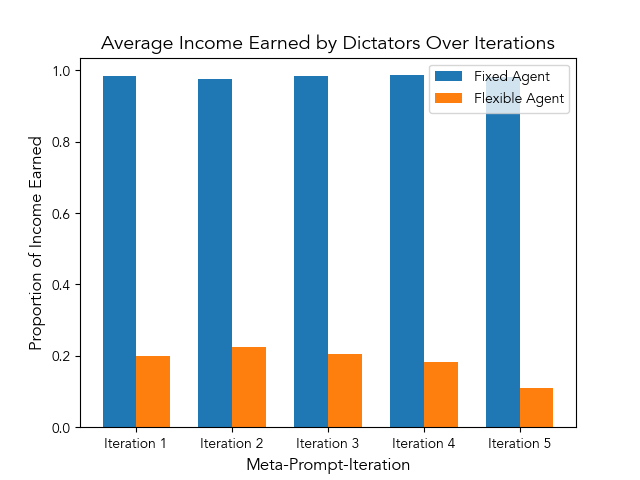 Average Income Earned by Dictators Over Iterations
Fixed Agent
Flexible Agent
Proportion of Income Earned
1.0
0.8
0.6
0.4
0.2
0.0
Iteration 1
Iteration 2
Iteration 3
Iteration 4
Iteration 5
Meta-Prompt-Iteration